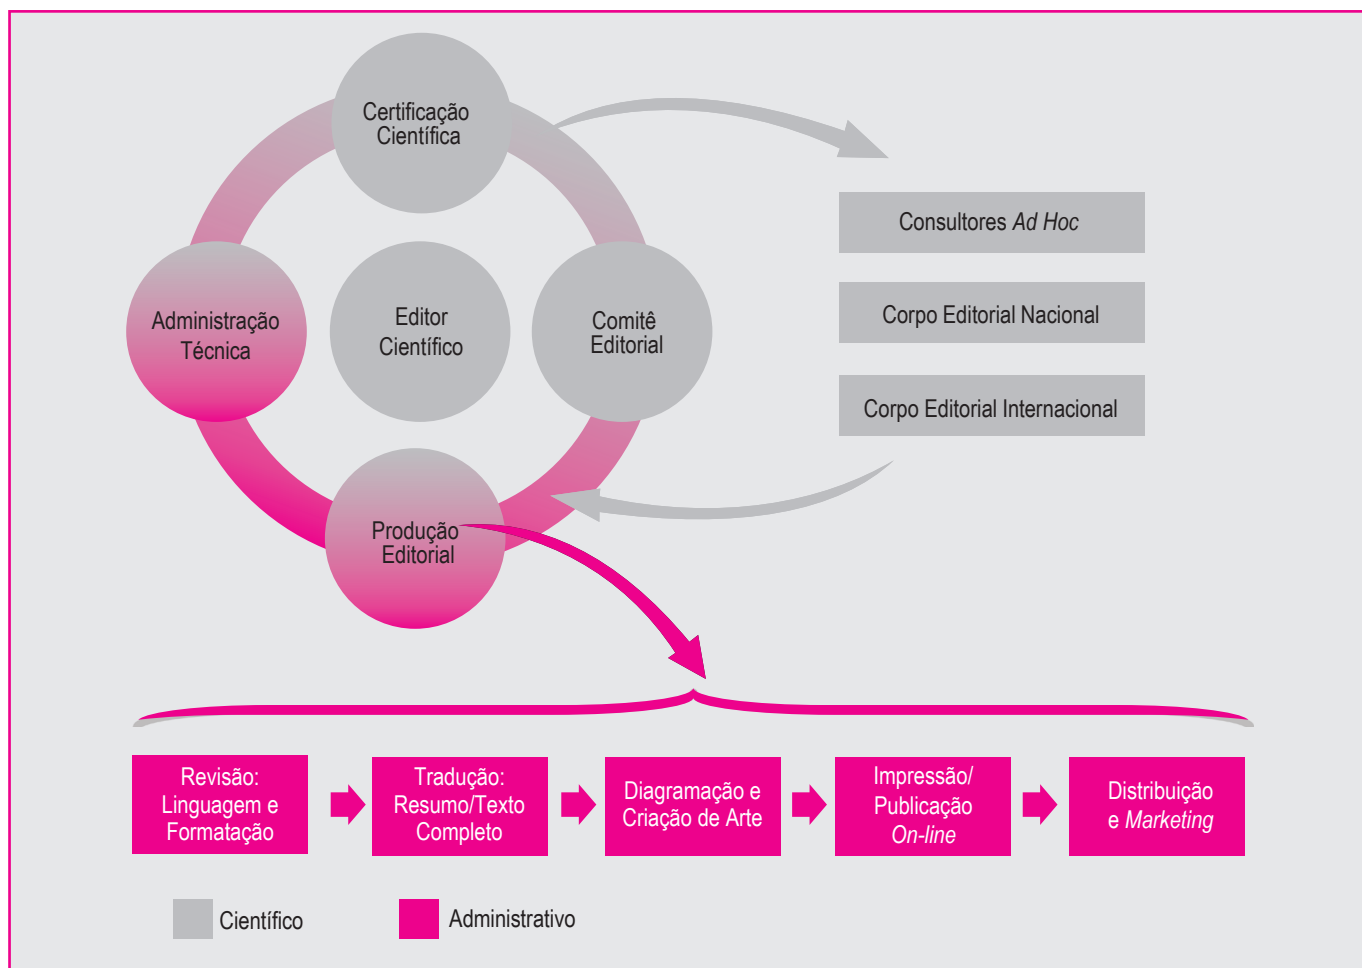 Certificação
Científica
Consultores Ad Hoc
Administração
Técnica
Editor
Científico
Comitê
Editorial
Corpo Editorial Nacional
Corpo Editorial Internacional
Produção
Editorial
Revisão:
Linguagem e
Formatação
Tradução:
Resumo/Texto
Completo
Diagramação e
Criação de Arte
Impressão/
Publicação
On-line
Distribuição
e Marketing
Científico
Administrativo